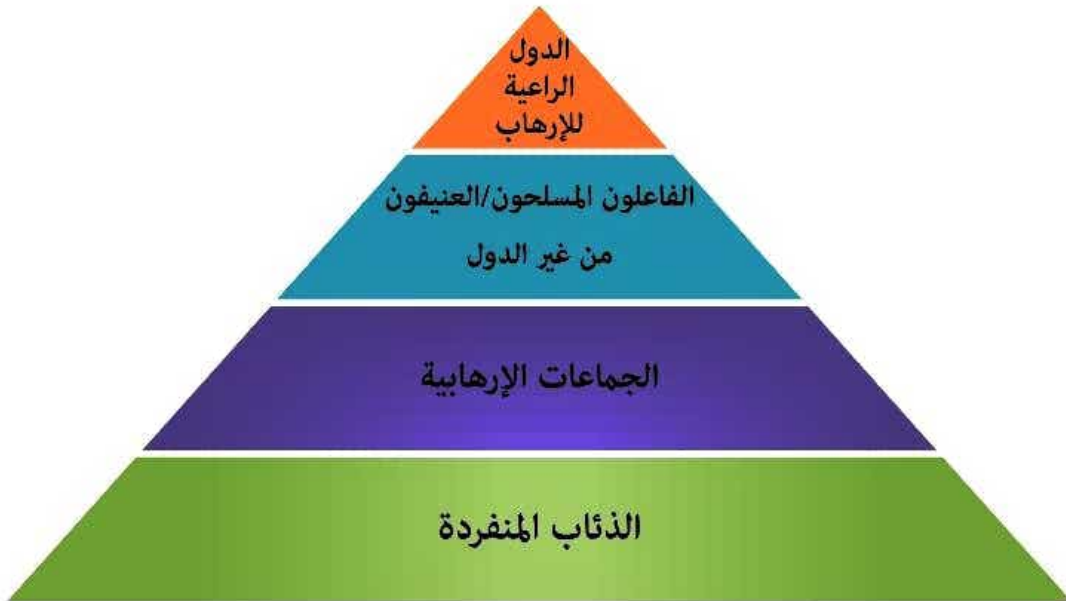 الدول
الراعية
للإرهاب
الفاعلون المسلحون/العنيفون
من غير الدول
الجماعات الإرهابية
الذئاب المنفردة